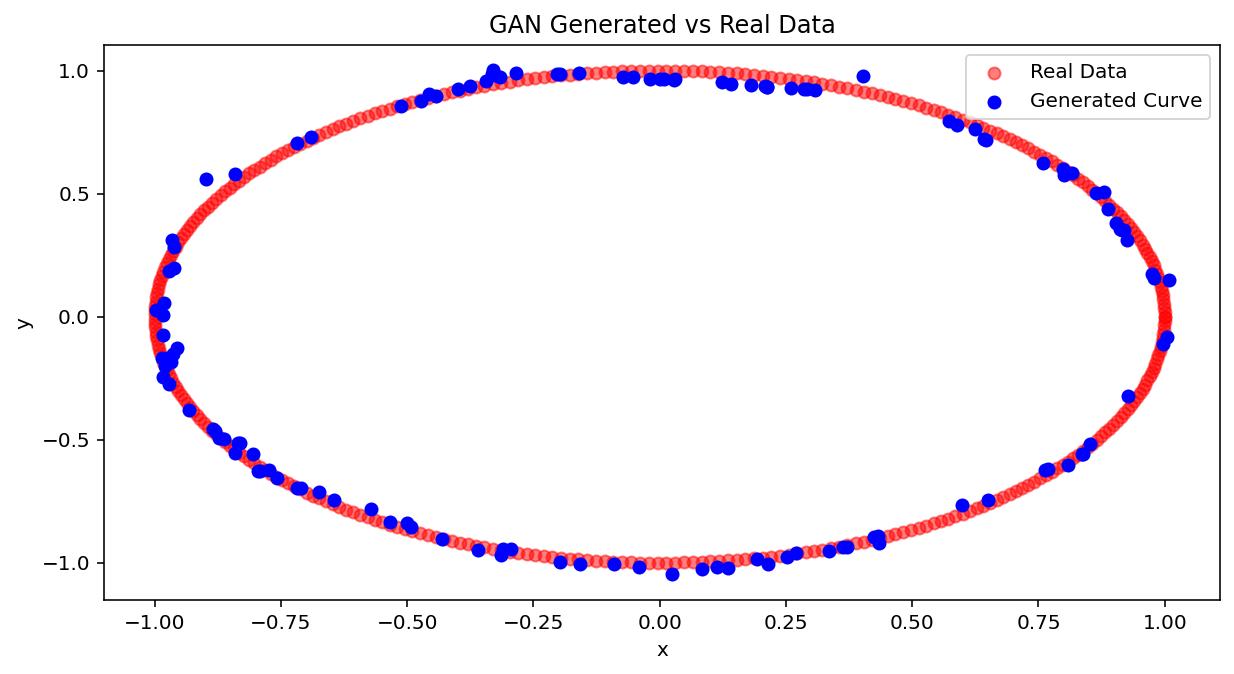 GAN Generated vs Real Data
Real Data
Generated Curve
y
1.0
0.5
0.0
−0.5
−1.0
−1.00 −0.75 −0.50 −0.25 0.00 0.25 0.50 0.75 1.00
x